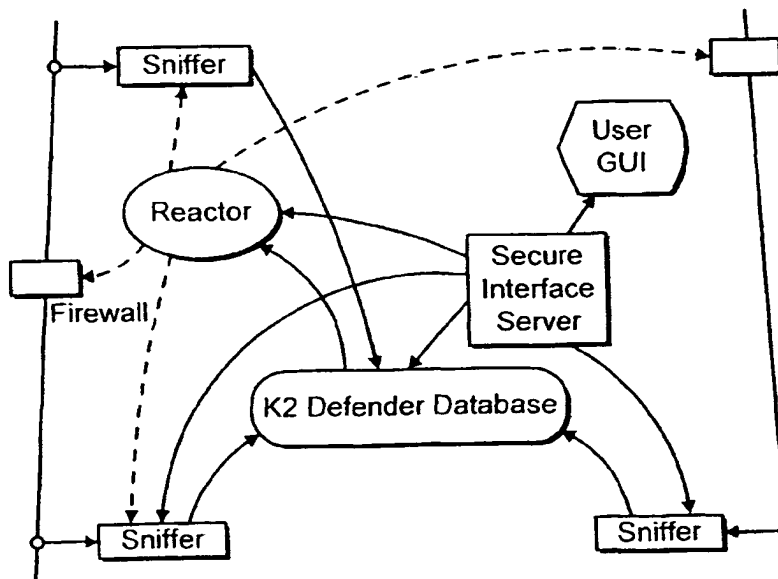 Sniffer
User
GUI
Reactor
Secure
Interface
Server
Firewall
K2 Defender Database
Sniffer
Sniffer